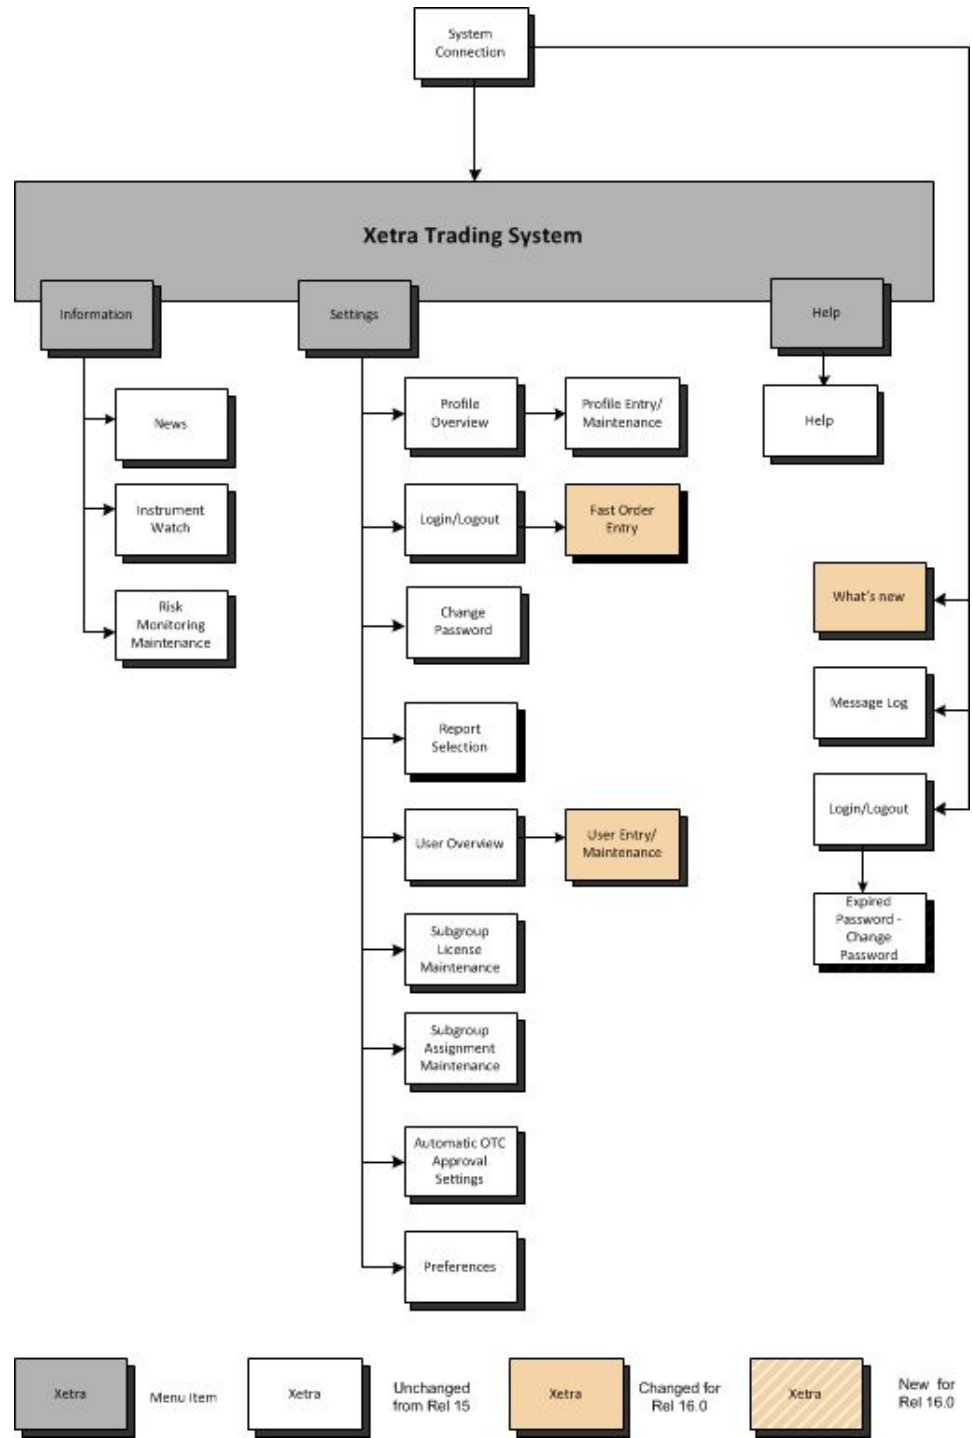 System
Connection
Xetra Trading System
Information
Settings
Help
News
Instrument
Watch
Risk
Monitoring
Maintenance
Profile
Overview
Profile Entry/
Maintenance
Login/Logout
Fast Order
Entry
Change
Password
Report
Selection
User Overview
User Entry/
Maintenance
Subgroup
License
Maintenance
Subgroup
Assignment
Maintenance
Automatic OTC
Approval
Settings
Preferences
Help
What's new
Message Log
Login/Logout
Expired
Password -
Change
Password
Xetra
Menu Item
Xetra
Unchanged
from Rel 15
Xetra
Changed for
Rel 16.0
Xetra
New for
Rel 16.0